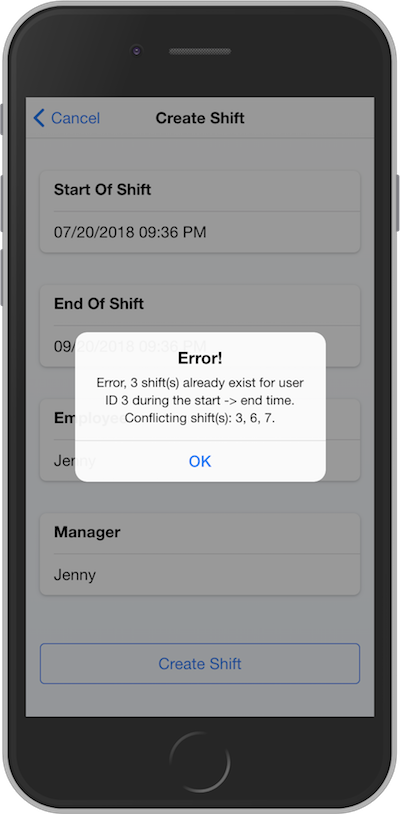 Cancel
Create Shift
Start Of Shift
07/20/2018 09:36 PM
End Of Shift
09/20/2018 09:36 PM
Error!
Error, 3 shift(s) already exist for user
ID 3 during the start -> end time.
Conflicting shift(s): 3, 6, 7.
OK
Employee
Jenny
Manager
Jenny
Create Shift